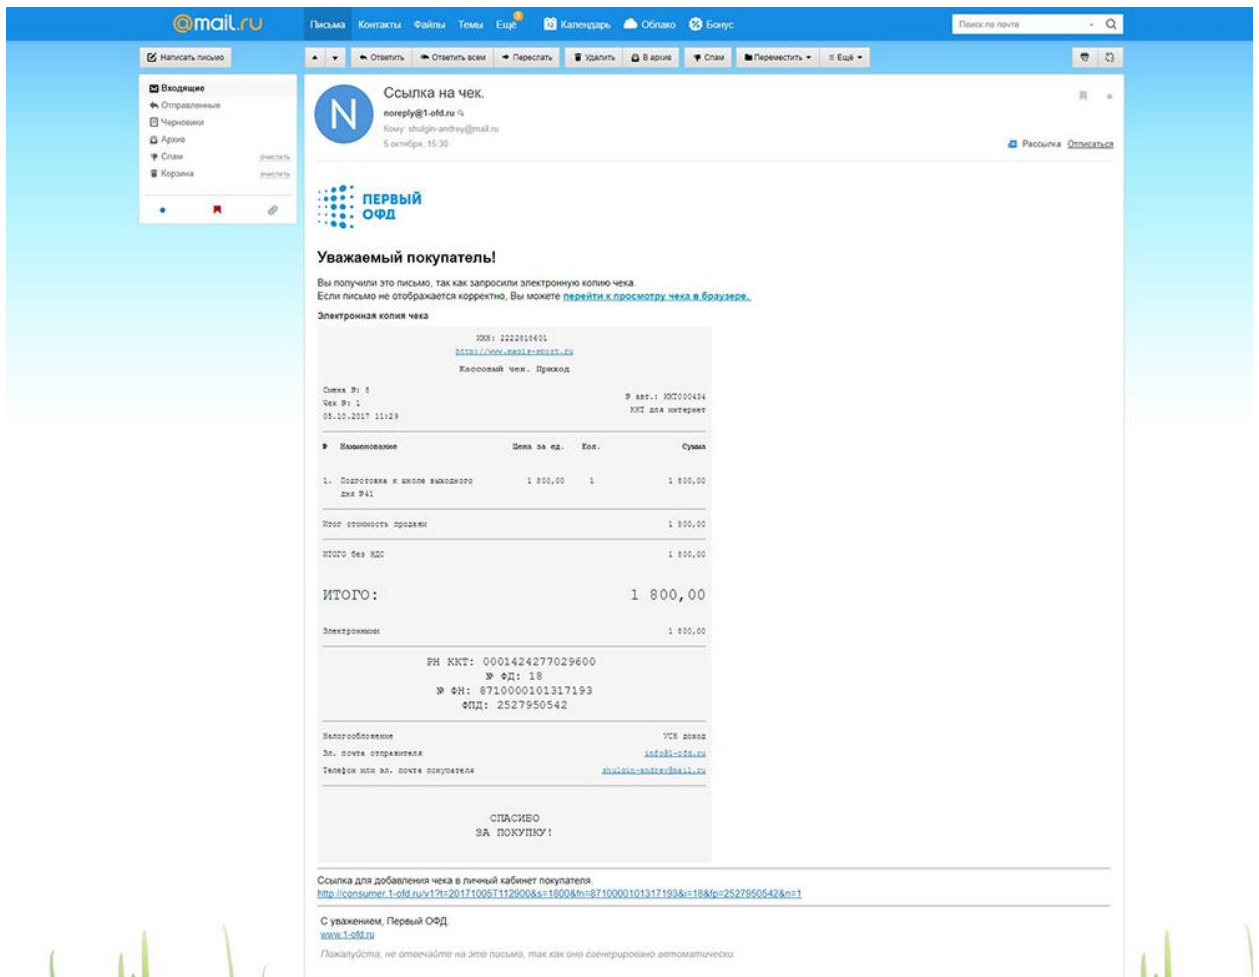 @mail.ru
Письма Контакты Файлы Темы Ещё Календарь Облако Бонус
Поиск по почте
Написать письмо
Ответить Ответить всем Переслать Удалить В архив Спам Переместить Ещё
Входящие
Отправленные
Черновики
Архив
Спам очистить
Корзина очистить
N
Ссылка на чек.
noreply@1-ofd.ru
Кому: shulgin-andrey@mail.ru
5 октября, 15:30
Рассылка Отписаться
ПЕРВЫЙ
ОФД
Уважаемый покупатель!
Вы получили это письмо, так как запросили электронную копию чека.
Если письмо не отображается корректно, Вы можете перейти к просмотру чека в браузере.
Электронная копия чека
ИНН: 2222818601
Кассовый чек. Приход
Смена №: 8
Чек №: 1
05.10.2017 11:29
№ авт.: ККТ000434
ККТ для интернет
№ Наименование Цена за ед. Кол. Сумма
1. Подготовка к школе выходного 1 800,00 1 1 800,00
дня №41
Итог стоимость продажи 1 800,00
ИТОГО без НДС 1 800,00
ИТОГО: 1 800,00
Электронными 1 800,00
РН ККТ: 0001424277029600
№ ФД: 18
№ ФН: 8710000101317193
ФПД: 2527950542
Налогообложение УСН доход
Эл. почта отправителя info@1-ofd.ru
Телефон или эл. почта покупателя shulgin-andrey@mail.ru
СПАСИБО
ЗА ПОКУПКУ!
Ссылка для добавления чека в личный кабинет покупателя.
http://consumer.1-ofd.ru/v1?t=20171005T112900&s=1800&fn=8710000101317193&i=18&fp=2527950542&n=1
С уважением, Первый ОФД.
www.1-ofd.ru
Пожалуйста, не отвечайте на это письмо, так как оно сгенерировано автоматически.